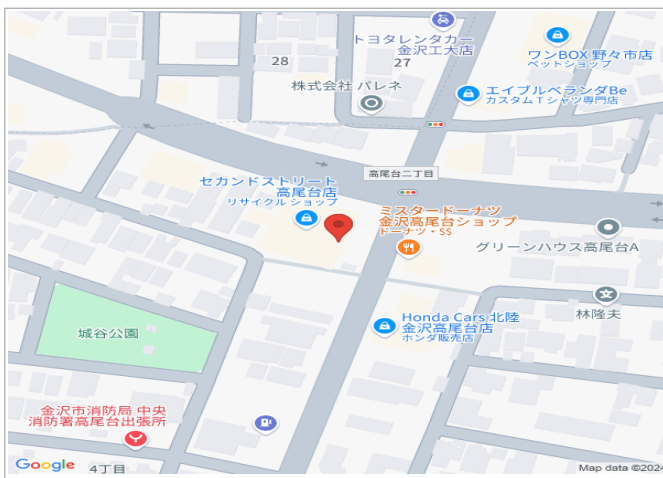 トヨタレンタカー
金沢工大店
28
27
ワンBOX 野々市店
ペットショップ
株式会社 パレネ
エイブルベランダBe
カスタムTシャツ専門店
高尾台二丁目
セカンドストリート
高尾台店
リサイクル ショップ
ミスタードーナツ
金沢高尾台ショップ
ドーナツ・$$
グリーンハウス高尾台A
林隆夫
Honda Cars 北陸
金沢高尾台店
ホンダ販売店
城谷公園
金沢市消防局 中央
消防署高尾台出張所
Google
4丁目
Map data ©2024